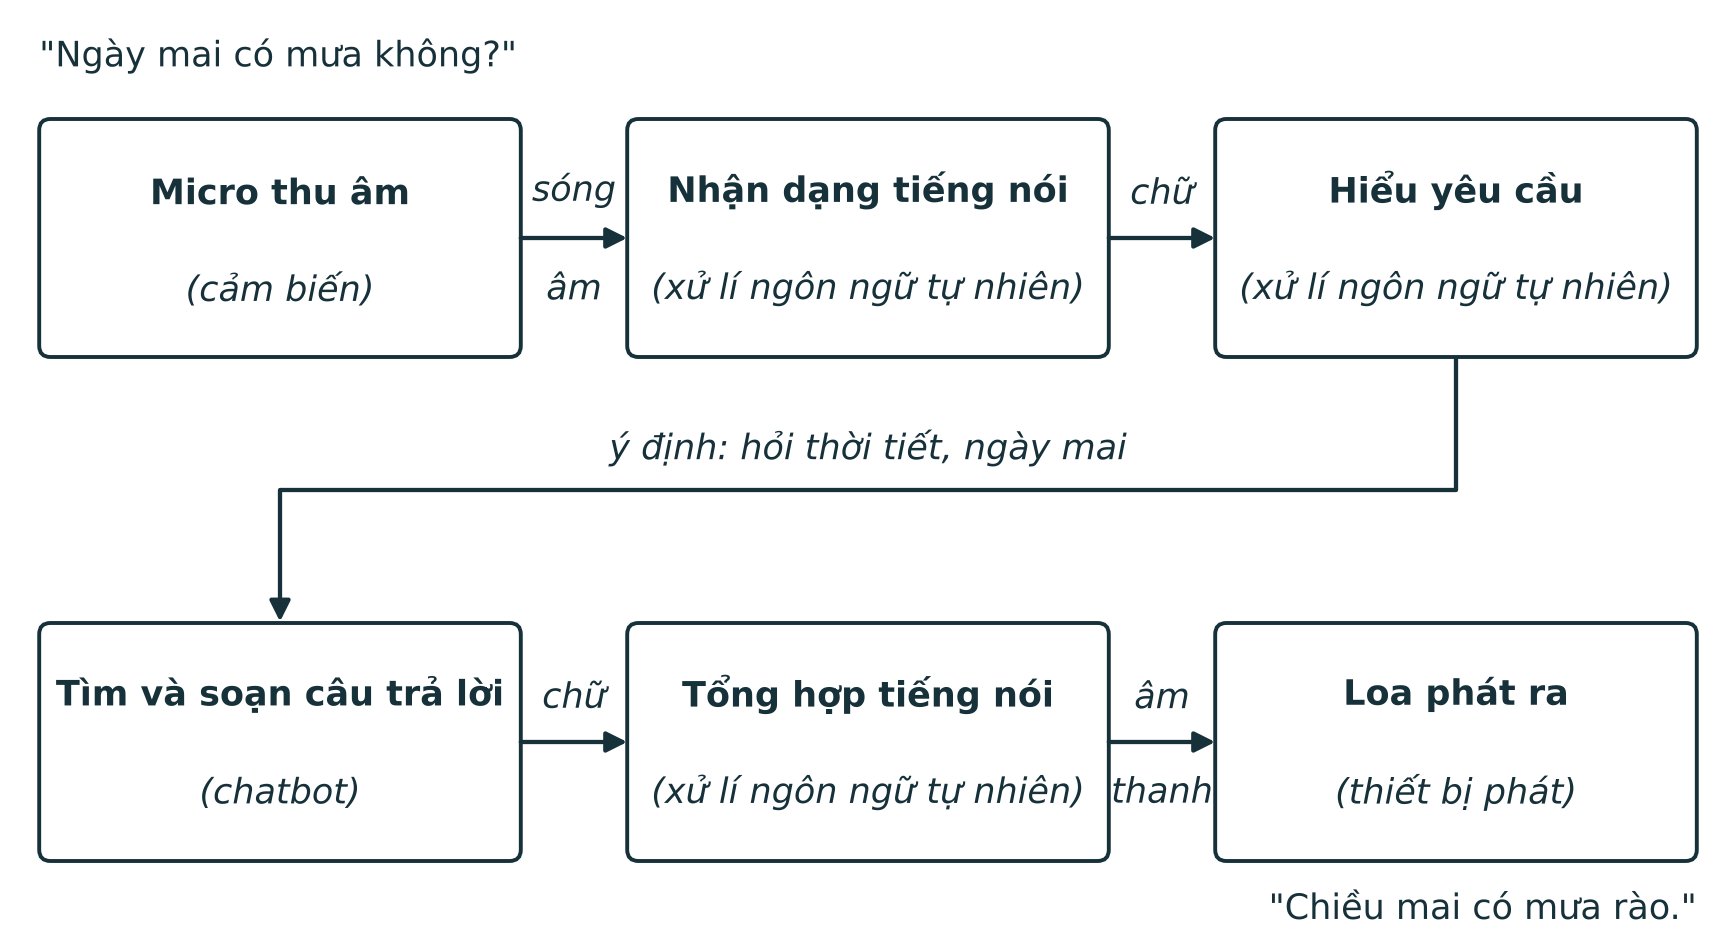 "Ngày mai có mưa không?"
Micro thu âm
(cảm biến)
sóng
âm
Nhận dạng tiếng nói
(xử lí ngôn ngữ tự nhiên)
chữ
Hiểu yêu cầu
(xử lí ngôn ngữ tự nhiên)
ý định: hỏi thời tiết, ngày mai
Tìm và soạn câu trả lời
(chatbot)
chữ
Tổng hợp tiếng nói
(xử lí ngôn ngữ tự nhiên)
âm
thanh
Loa phát ra
(thiết bị phát)
"Chiều mai có mưa rào."